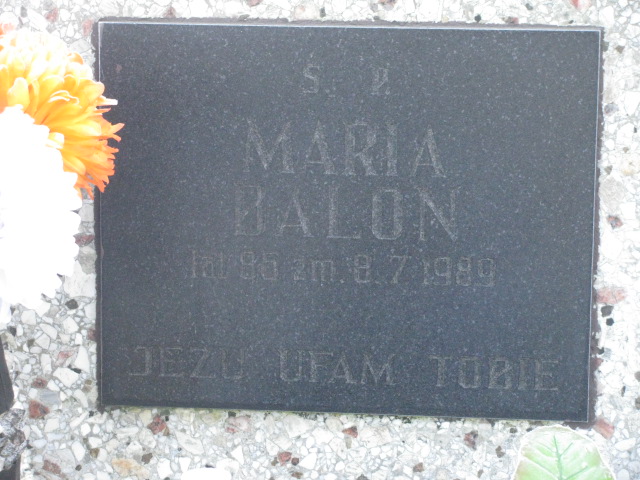 Ś. P.
MARIA
BALON
lat 85 zm. 8.7.1989
JEZU UFAM TOBIE